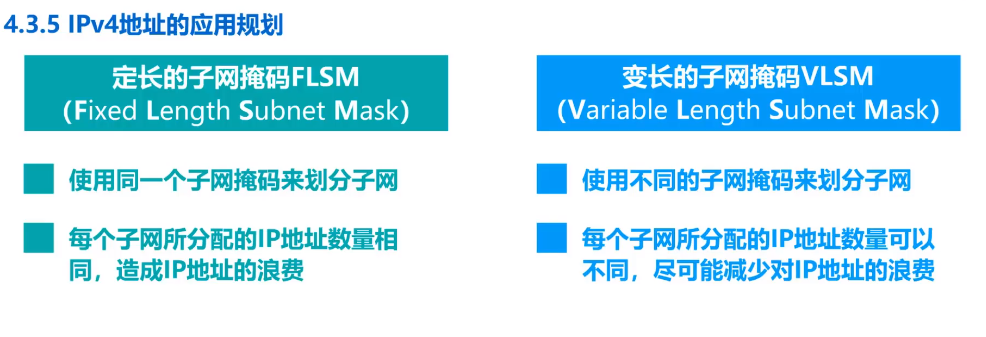 4.3.5 IPv4地址的应用规划
定长的子网掩码FLSM
（Fixed Length Subnet Mask）
使用同一个子网掩码来划分子网
每个子网所分配的IP地址数量相
同，造成IP地址的浪费
变长的子网掩码VLSM
（Variable Length Subnet Mask）
使用不同的子网掩码来划分子网
每个子网所分配的IP地址数量可以
不同，尽可能减少对IP地址的浪费